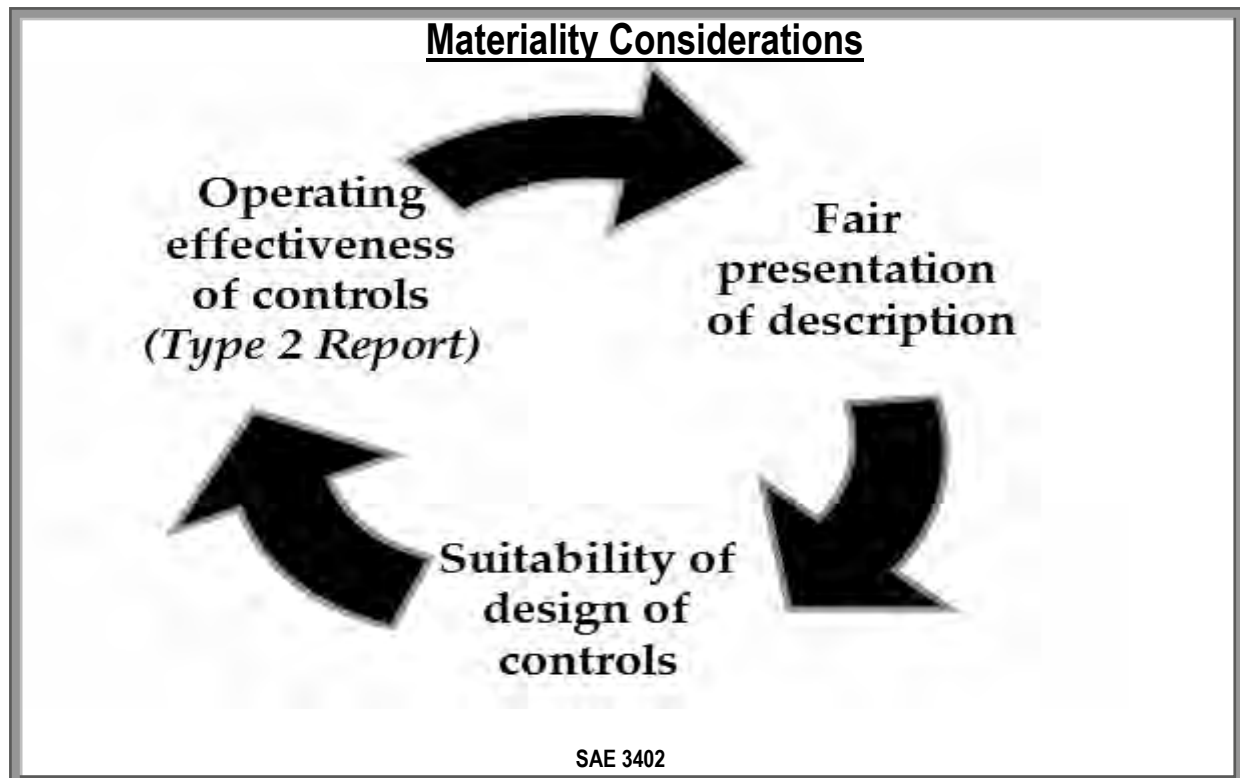 Materiality Considerations
Operating
effectiveness
of controls
(Type 2 Report)
Fair
presentation
of description
Suitability of
design of
controls
SAE 3402